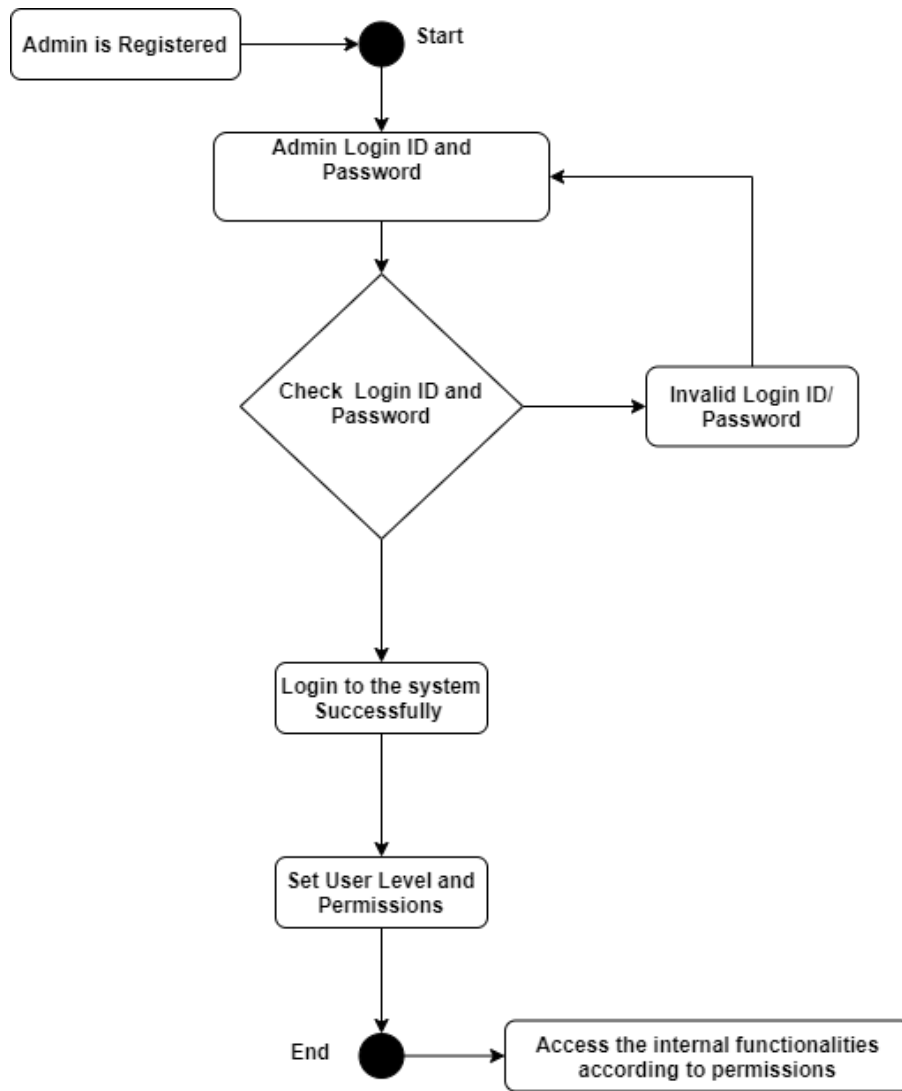 Admin is Registered
Start
Admin Login ID and
Password
Check  Login ID and
Password
Invalid Login ID/
Password
Login to the system
Successfully
Set User Level and
Permissions
End
Access the internal functionalities
according to permissions